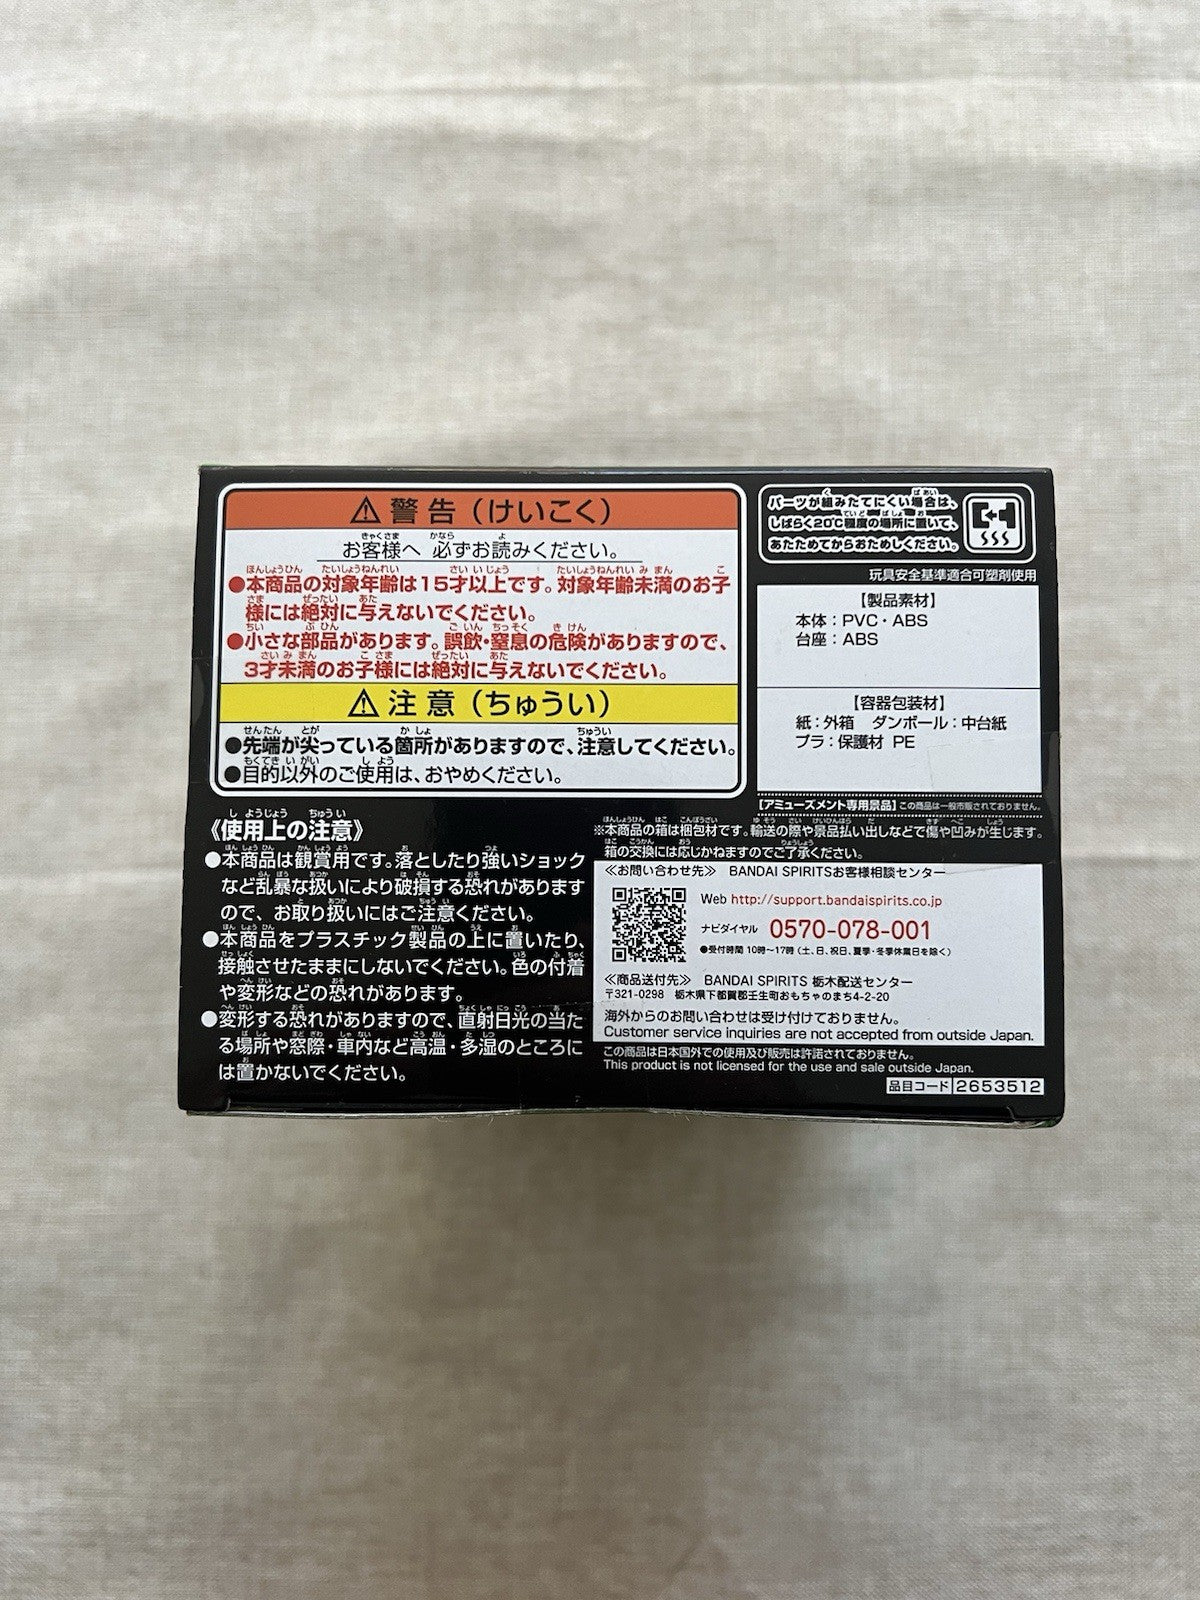 ⚠警告（けいこく）
お客様へ 必ずお読みください。
●本商品の対象年齢は15才以上です。対象年齢未満のお子
様には絶対に与えないでください。
●小さな部品があります。誤飲・窒息の危険がありますので、
3才未満のお子様には絶対に与えないでください。
⚠注意（ちゅうい）
●先端が尖っている箇所がありますので、注意してください。
●目的以外のご使用は、おやめください。
《使用上の注意》
●本商品は観賞用です。落としたり強いショック
など乱暴な扱いにより破損する恐れがあります
ので、お取り扱いにはご注意ください。
●本商品をプラスチック製品の上に置いたり、
接触させたままにしないでください。色の付着
や変形などの恐れがあります。
●変形する恐れがありますので、直射日光の当た
る場所や窓際・車内など高温・多湿のところに
は置かないでください。
パーツが組みたてにくい場合は、
しばらく20℃程度の場所に置いて、
あたためてからおためしください。
玩具安全基準適合可塑剤使用
【製品素材】
本体：PVC・ABS
台座：ABS
【容器包装材】
紙：外箱 ダンボール：中台紙
プラ：保護材 PE
【アミューズメント専用景品】この商品は一般市販されておりません。
※本商品の箱は梱包材です。輸送の際や景品払い出しなどで傷や凹みが生じます。
箱の交換には応じかねますのでご了承ください。
≪お問い合わせ先≫ BANDAI SPIRITSお客様相談センター
Web http://support.bandaispirits.co.jp
ナビダイヤル 0570-078-001
●受付時間 10時～17時（土、日、祝日、夏季・冬季休業日を除く）
≪商品送付先≫ BANDAI SPIRITS 栃木配送センター
〒321-0298 栃木県下都賀郡壬生町おもちゃのまち4-2-20
海外からのお問い合わせは受け付けておりません。
Customer service inquiries are not accepted from outside Japan.
この商品は日本国外での使用及び販売は許諾されておりません。
This product is not licensed for the use and sale outside Japan.
品目コード 2653512